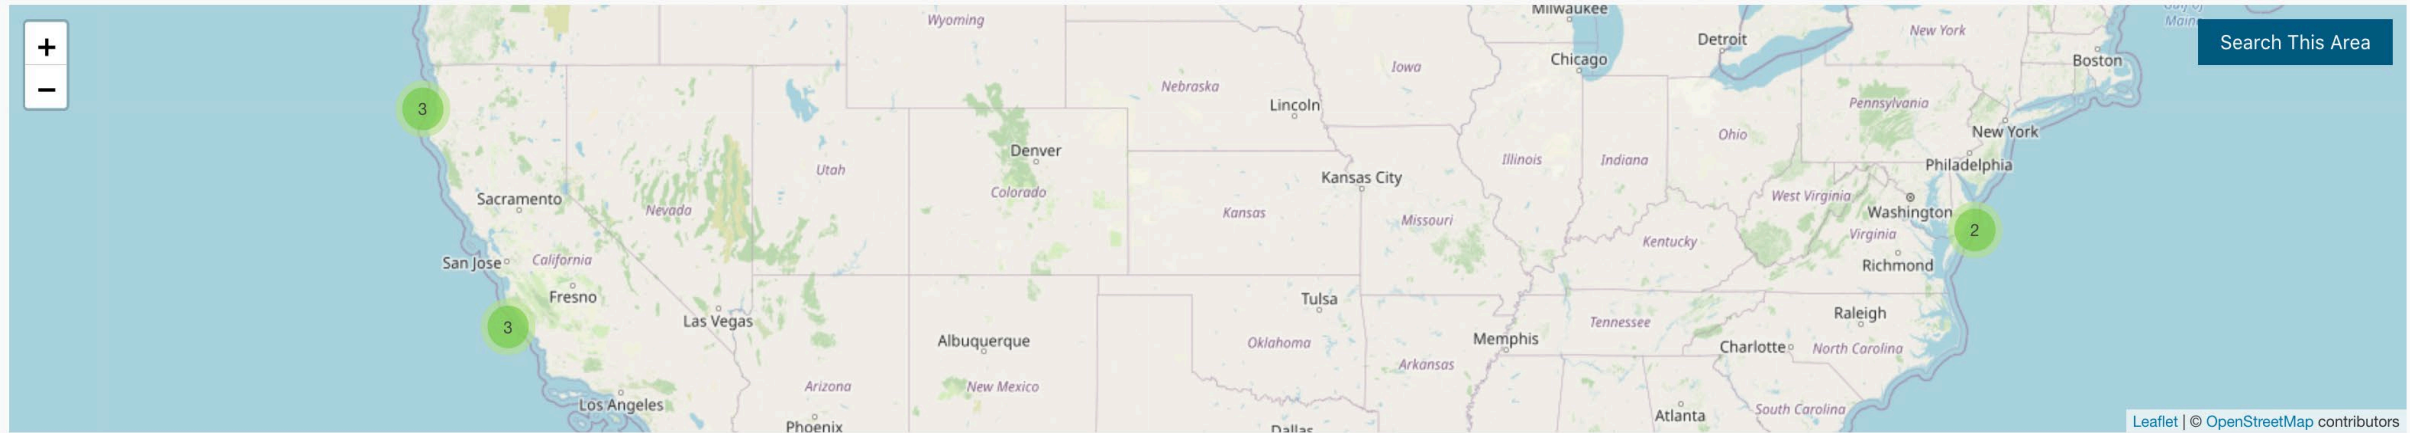 +
−
Search This Area
Wyoming
Milwaukee
Gulf of
Maine
New York
Detroit
Boston
Chicago
Iowa
Nebraska
Lincoln
3
Pennsylvania
New York
Ohio
Denver
Utah
Colorado
Illinois
Indiana
Philadelphia
Kansas City
Sacramento
Nevada
West Virginia
Washington
Kansas
Missouri
2
Virginia
Kentucky
San Jose
California
Richmond
Fresno
Tulsa
Las Vegas
3
Raleigh
Tennessee
Albuquerque
Oklahoma
Memphis
Charlotte
North Carolina
Arkansas
Arizona
New Mexico
Los Angeles
Atlanta
South Carolina
Phoenix
Dallas
Leaflet | © OpenStreetMap contributors